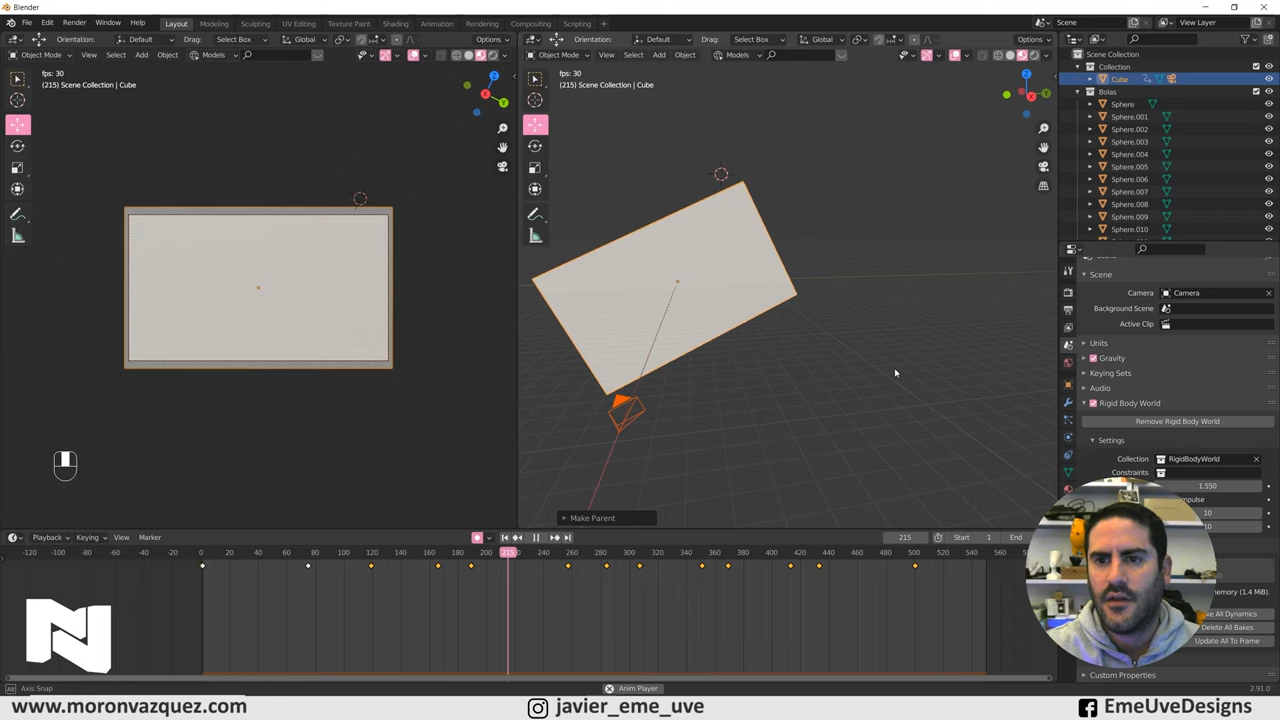 Blender
File Edit Render Window Help Layout Modeling Sculpting UV Editing Texture Paint Shading Animation Rendering Compositing Scripting Scene View Layer
Orientation: Default Drag: Select Box Global Options
Orientation: Default Drag: Select Box Global Options
Object Mode View Select Add Object Models
Object Mode View Select Add Object Models
fps: 30
(215) Scene Collection | Cube
fps: 30
(215) Scene Collection | Cube
Scene Collection
Collection
Cube
Bolas
Sphere
Sphere.001
Sphere.002
Sphere.003
Sphere.004
Sphere.005
Sphere.006
Sphere.007
Sphere.008
Sphere.009
Sphere.010
Scene
Camera Camera
Background Scene
Active Clip
Units
Gravity
Keying Sets
Audio
Rigid Body World
Remove Rigid Body World
Settings
Collection RigidBodyWorld
Constraints
1.550
10
10
Delete All Bakes
Update All To Frame
Custom Properties
Make Parent
Playback Keying View Marker 215 Start 1 End
-120 -100 -80 -60 -40 -20 0 20 40 60 80 100 120 140 160 180 200 215 240 260 280 300 320 340 360 380 400 420 440 460 480 500 520 540 560
Axis Snap Anim Player 2.91.0
www.moronvazquez.com javier_eme_uve EmeUveDesigns